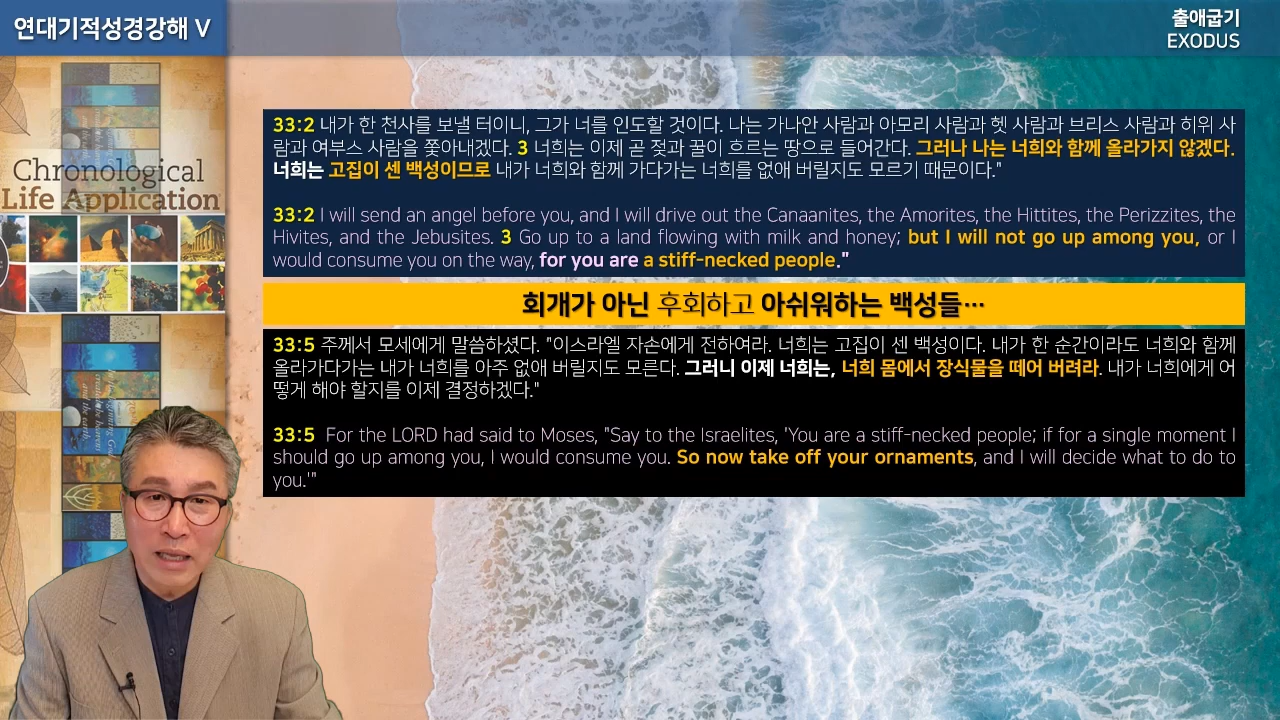 연대기적성경강해 V
출애굽기
EXODUS
Chronological
Life Application
33:2 내가 한 천사를 보낼 터이니, 그가 너를 인도할 것이다. 나는 가나안 사람과 아모리 사람과 헷 사람과 브리스 사람과 히위 사
람과 여부스 사람을 쫓아내겠다. 3 너희는 이제 곧 젖과 꿀이 흐르는 땅으로 들어간다. 그러나 나는 너희와 함께 올라가지 않겠다.
너희는 고집이 센 백성이므로 내가 너희와 함께 가다가는 너희를 없애 버릴지도 모르기 때문이다."
33:2 I will send an angel before you, and I will drive out the Canaanites, the Amorites, the Hittites, the Perizzites, the
Hivites, and the Jebusites. 3 Go up to a land flowing with milk and honey; but I will not go up among you, or I
would consume you on the way, for you are a stiff-necked people."
회개가 아닌 후회하고 아쉬워하는 백성들…
33:5 주께서 모세에게 말씀하셨다. "이스라엘 자손에게 전하여라. 너희는 고집이 센 백성이다. 내가 한 순간이라도 너희와 함께
올라가다가는 내가 너희를 아주 없애 버릴지도 모른다. 그러니 이제 너희는, 너희 몸에서 장식물을 떼어 버려라. 내가 너희에게 어
떻게 해야 할지를 이제 결정하겠다."
33:5 For the LORD had said to Moses, "Say to the Israelites, 'You are a stiff-necked people; if for a single moment I
should go up among you, I would consume you. So now take off your ornaments, and I will decide what to do to
you.'"